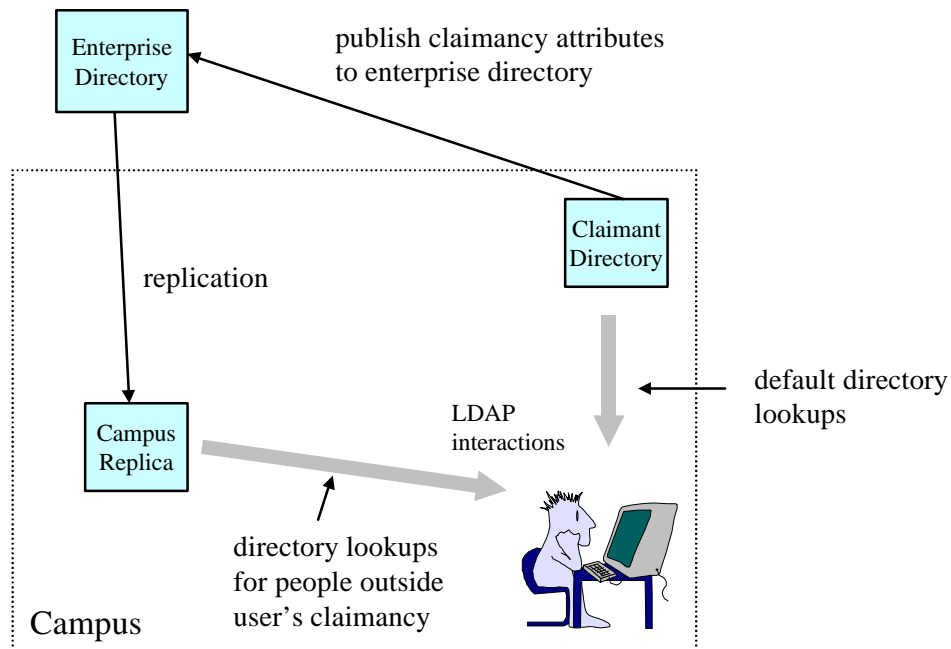 publish claimancy attributes
to enterprise directory
Enterprise
Directory
Claimant
Directory
replication
default directory
lookups
LDAP
interactions
Campus
Replica
directory lookups
for people outside
user's claimancy
Campus